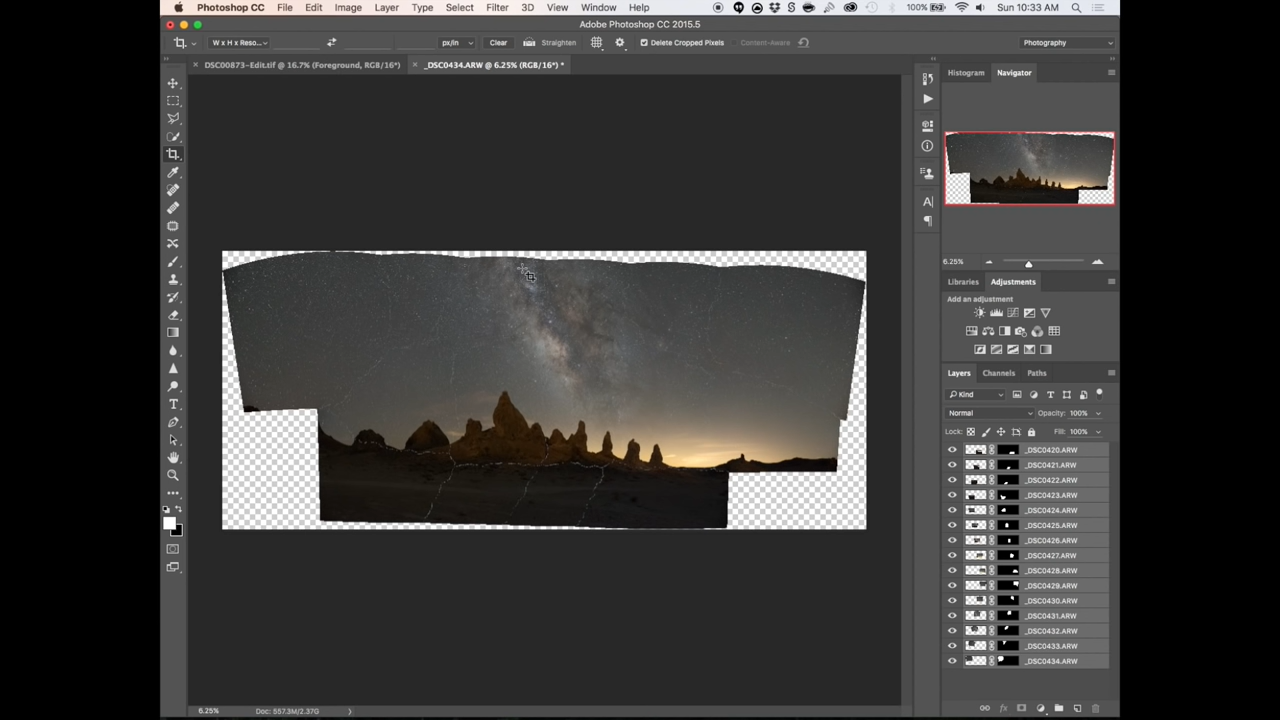 Photoshop CC File Edit Image Layer Type Select Filter 3D View Window Help 100% Sun 10:33 AM
Adobe Photoshop CC 2015.5
W x H x Reso... px/in Clear Straighten Delete Cropped Pixels Content-Aware Photography
DSC00873-Edit.tif @ 16.7% (Foreground, RGB/16*) _DSC0434.ARW @ 6.25% (RGB/16*) *
Histogram Navigator
6.25%
Libraries Adjustments
Add an adjustment
Layers Channels Paths
Kind
Normal Opacity: 100%
Lock: Fill: 100%
_DSC0420.ARW
_DSC0421.ARW
_DSC0422.ARW
_DSC0423.ARW
_DSC0424.ARW
_DSC0425.ARW
_DSC0426.ARW
_DSC0427.ARW
_DSC0428.ARW
_DSC0429.ARW
_DSC0430.ARW
_DSC0431.ARW
_DSC0432.ARW
_DSC0433.ARW
_DSC0434.ARW
6.25% Doc: 557.3M/2.37G